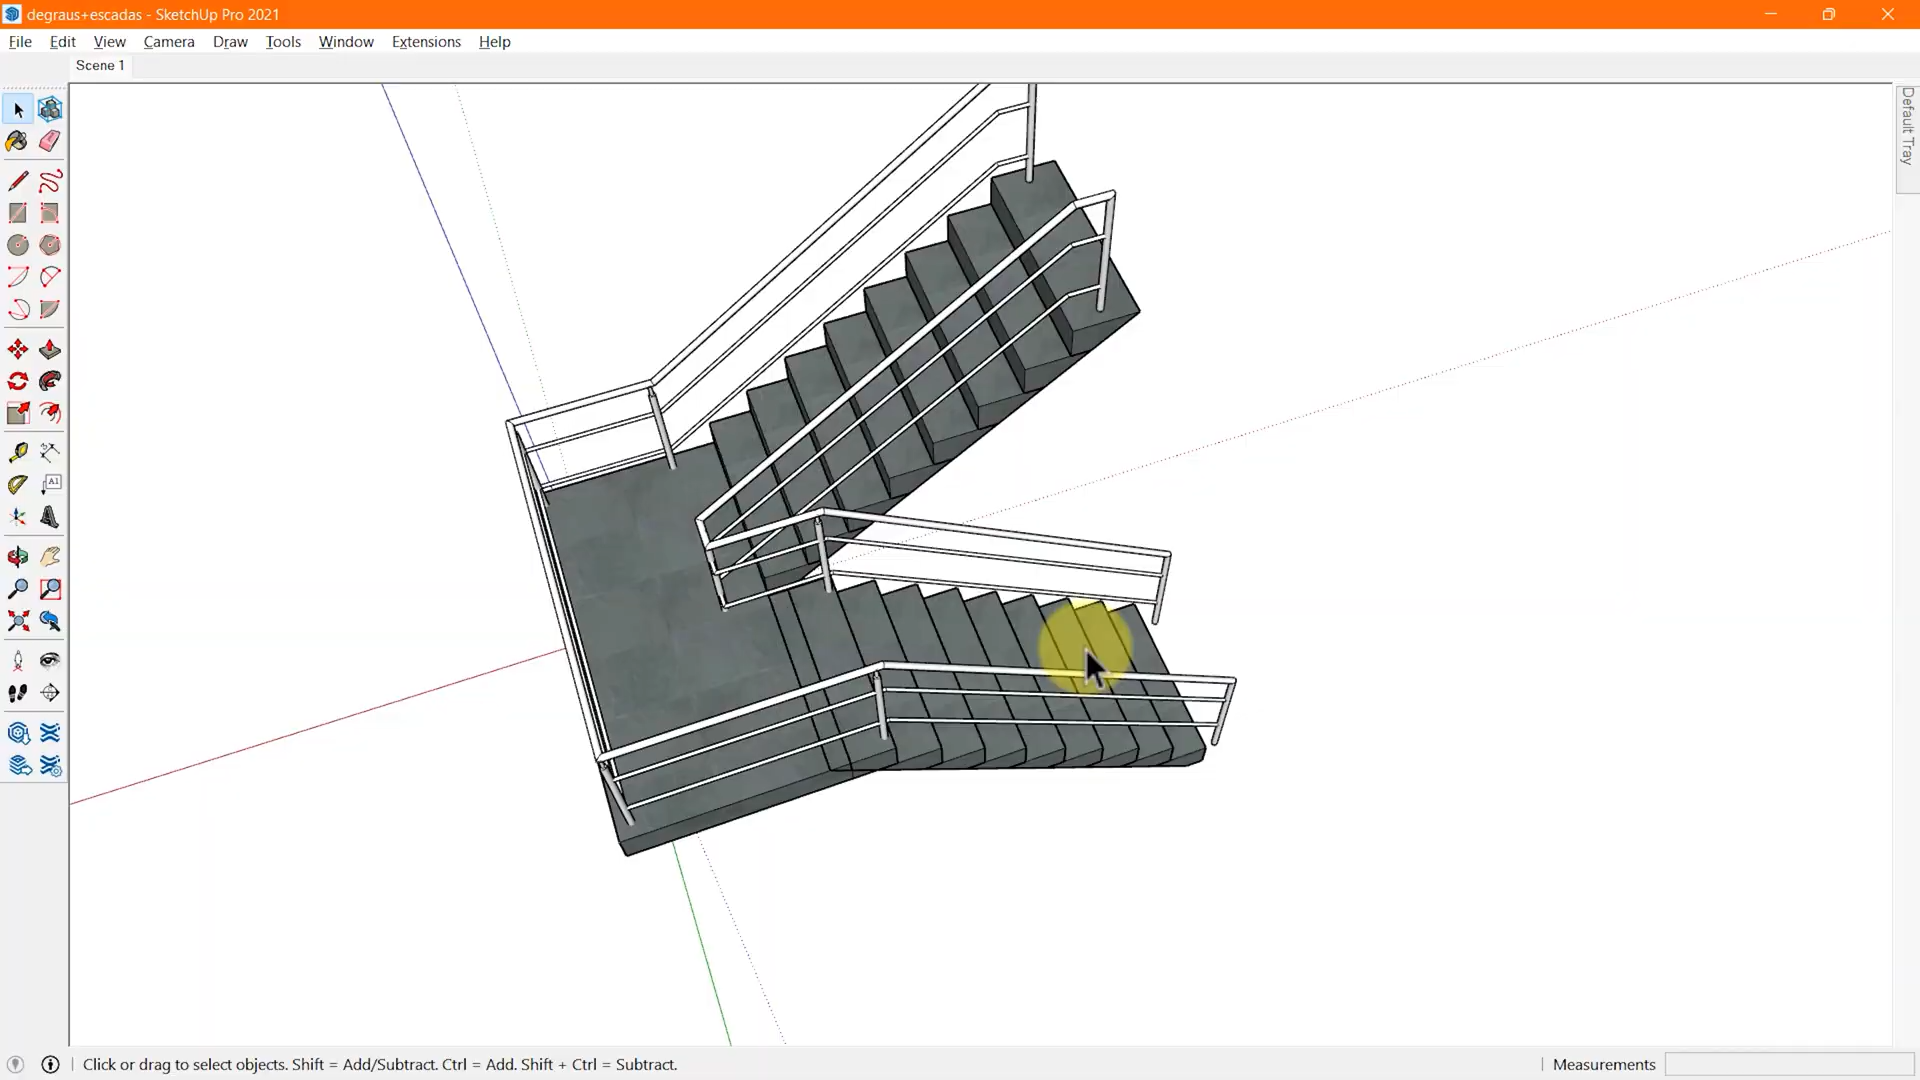 degraus+escadas - SketchUp Pro 2021
File Edit View Camera Draw Tools Window Extensions Help
Scene 1
Default Tray
A1
Click or drag to select objects. Shift = Add/Subtract. Ctrl = Add. Shift + Ctrl = Subtract.
Measurements